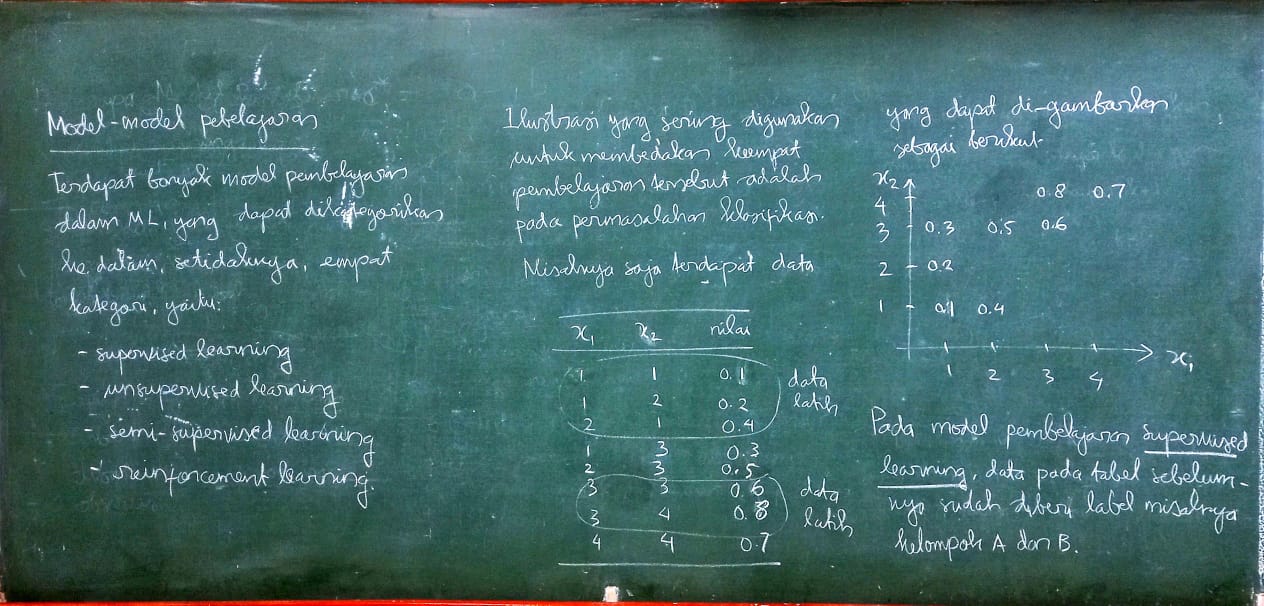 Model-model pebelajaran
Terdapat banyak model pembelajaran
dalam ML, yang dapat dikategorikan
ke dalam, setidaknya, empat
kategori, yaitu:
- supervised learning
- unsupervised learning
- semi-supervised learning
- reinforcement learning.
Ilustrasi yang sering digunakan
untuk membedakan keempat
pembelajaran tersebut adalah
pada permasalahan klasifikasi.
Misalnya saja terdapat data
x₁ x₂ nilai
1 1 0.1
1 2 0.2
2 1 0.4
data
latih
1 3 0.3
2 3 0.5
3 3 0.6
3 4 0.8
data
latih
4 4 0.7
yang dapat di-gambarkan
sebagai berikut
x₂
4 0.8 0.7
3 0.3 0.5 0.6
2 0.2
1 0.1 0.4
1 2 3 4 x₁
Pada model pembelajaran supervised
learning, data pada tabel sebelum-
nya sudah diberi label misalnya
kelompok A dan B.